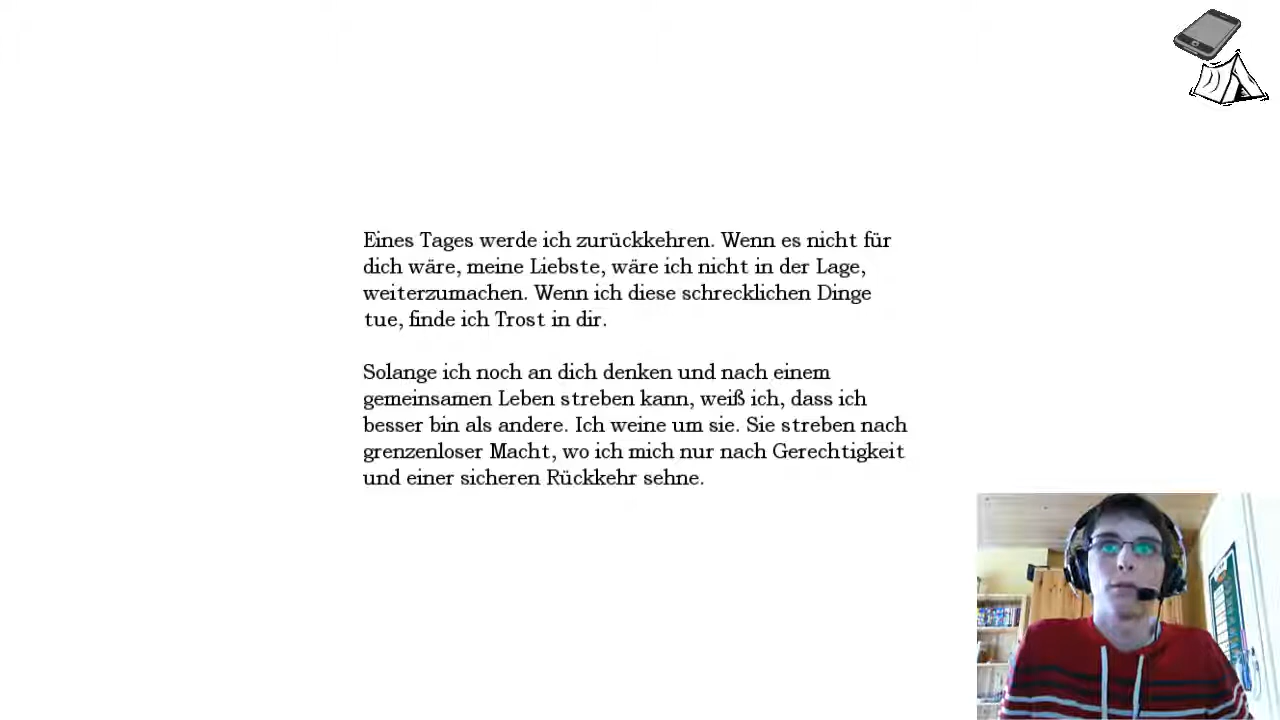 Eines Tages werde ich zurückkehren. Wenn es nicht für
dich wäre, meine Liebste, wäre ich nicht in der Lage,
weiterzumachen. Wenn ich diese schrecklichen Dinge
tue, finde ich Trost in dir.
Solange ich noch an dich denken und nach einem
gemeinsamen Leben streben kann, weiß ich, dass ich
besser bin als andere. Ich weine um sie. Sie streben nach
grenzenloser Macht, wo ich mich nur nach Gerechtigkeit
und einer sicheren Rückkehr sehne.